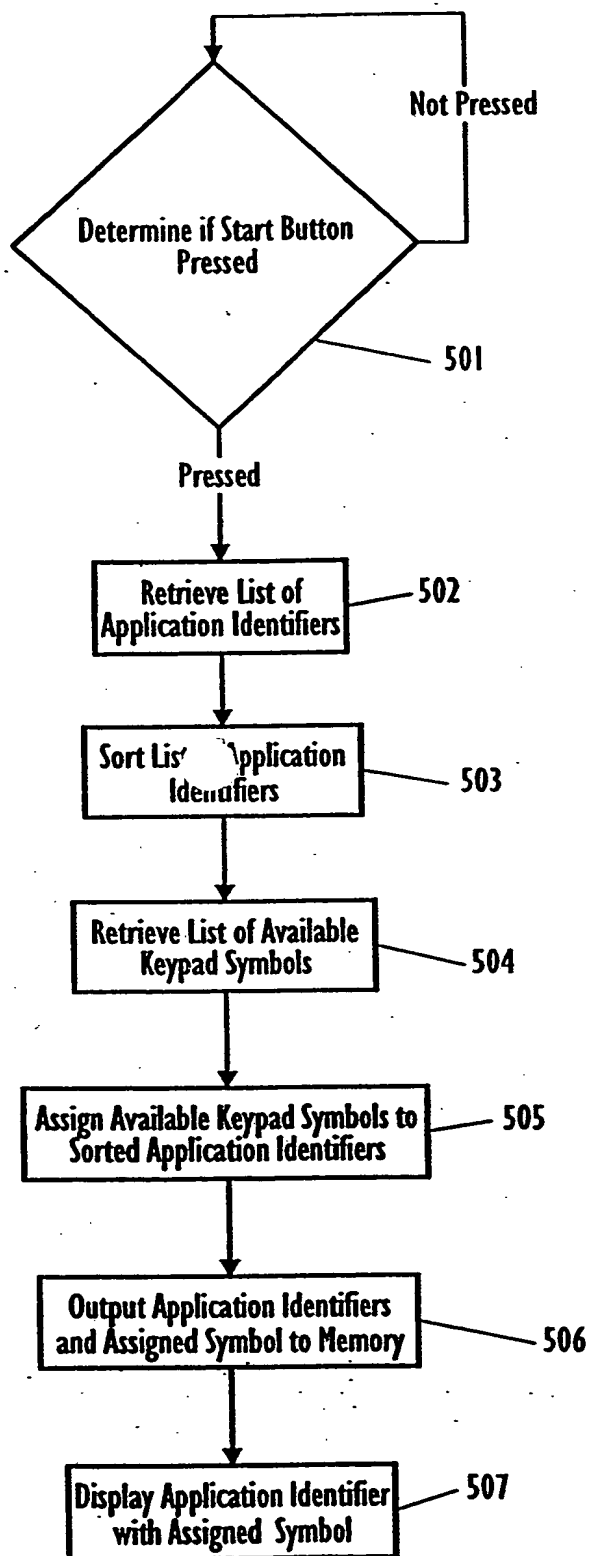 Not Pressed
Determine if Start Button
Pressed
501
Pressed
Retrieve List of
Application Identifiers
502
Sort List Application
Identifiers
503
Retrieve List of Available
Keypad Symbols
504
Assign Available Keypad Symbols to
Sorted Application Identifiers
505
Output Application Identifiers
and Assigned Symbol to Memory
506
Display Application Identifier
with Assigned Symbol
507